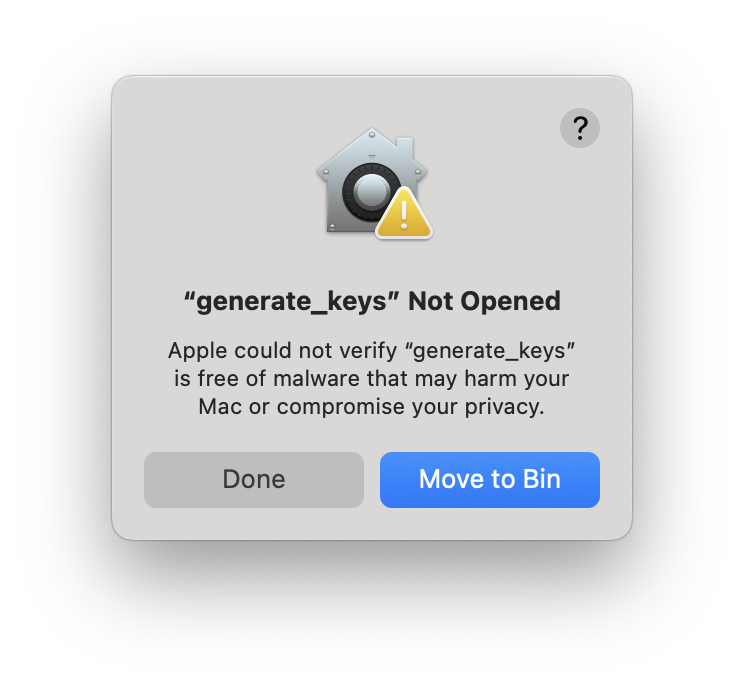 ?
“generate_keys” Not Opened
Apple could not verify “generate_keys”
is free of malware that may harm your
Mac or compromise your privacy.
Done
Move to Bin